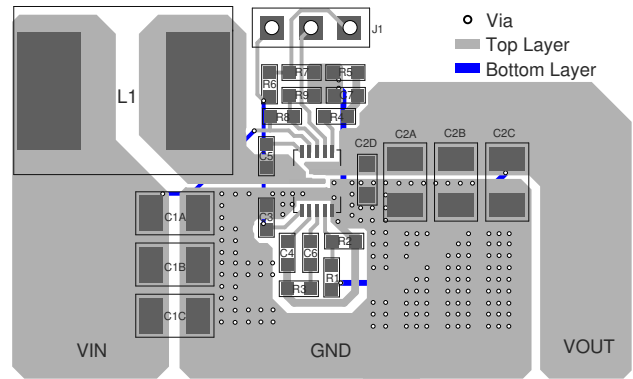 J1
Via
Top Layer
Bottom Layer
L1
R7
R5
R6
R9
C7
R8
R4
C5
C2D
C2A
C2B
C2C
C1A
C3
C4
C6
R2
C1B
R1
R3
C1C
VIN
GND
VOUT